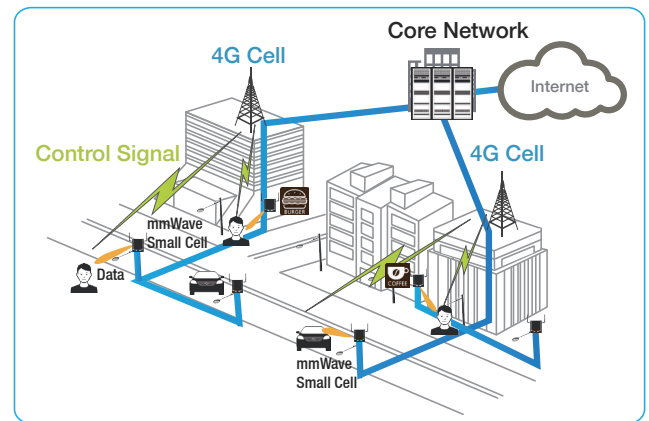 Core Network
4G Cell
Internet
Control Signal
4G Cell
BURGER
mmWave
Small Cell
Data
COFFEE
mmWave
Small Cell